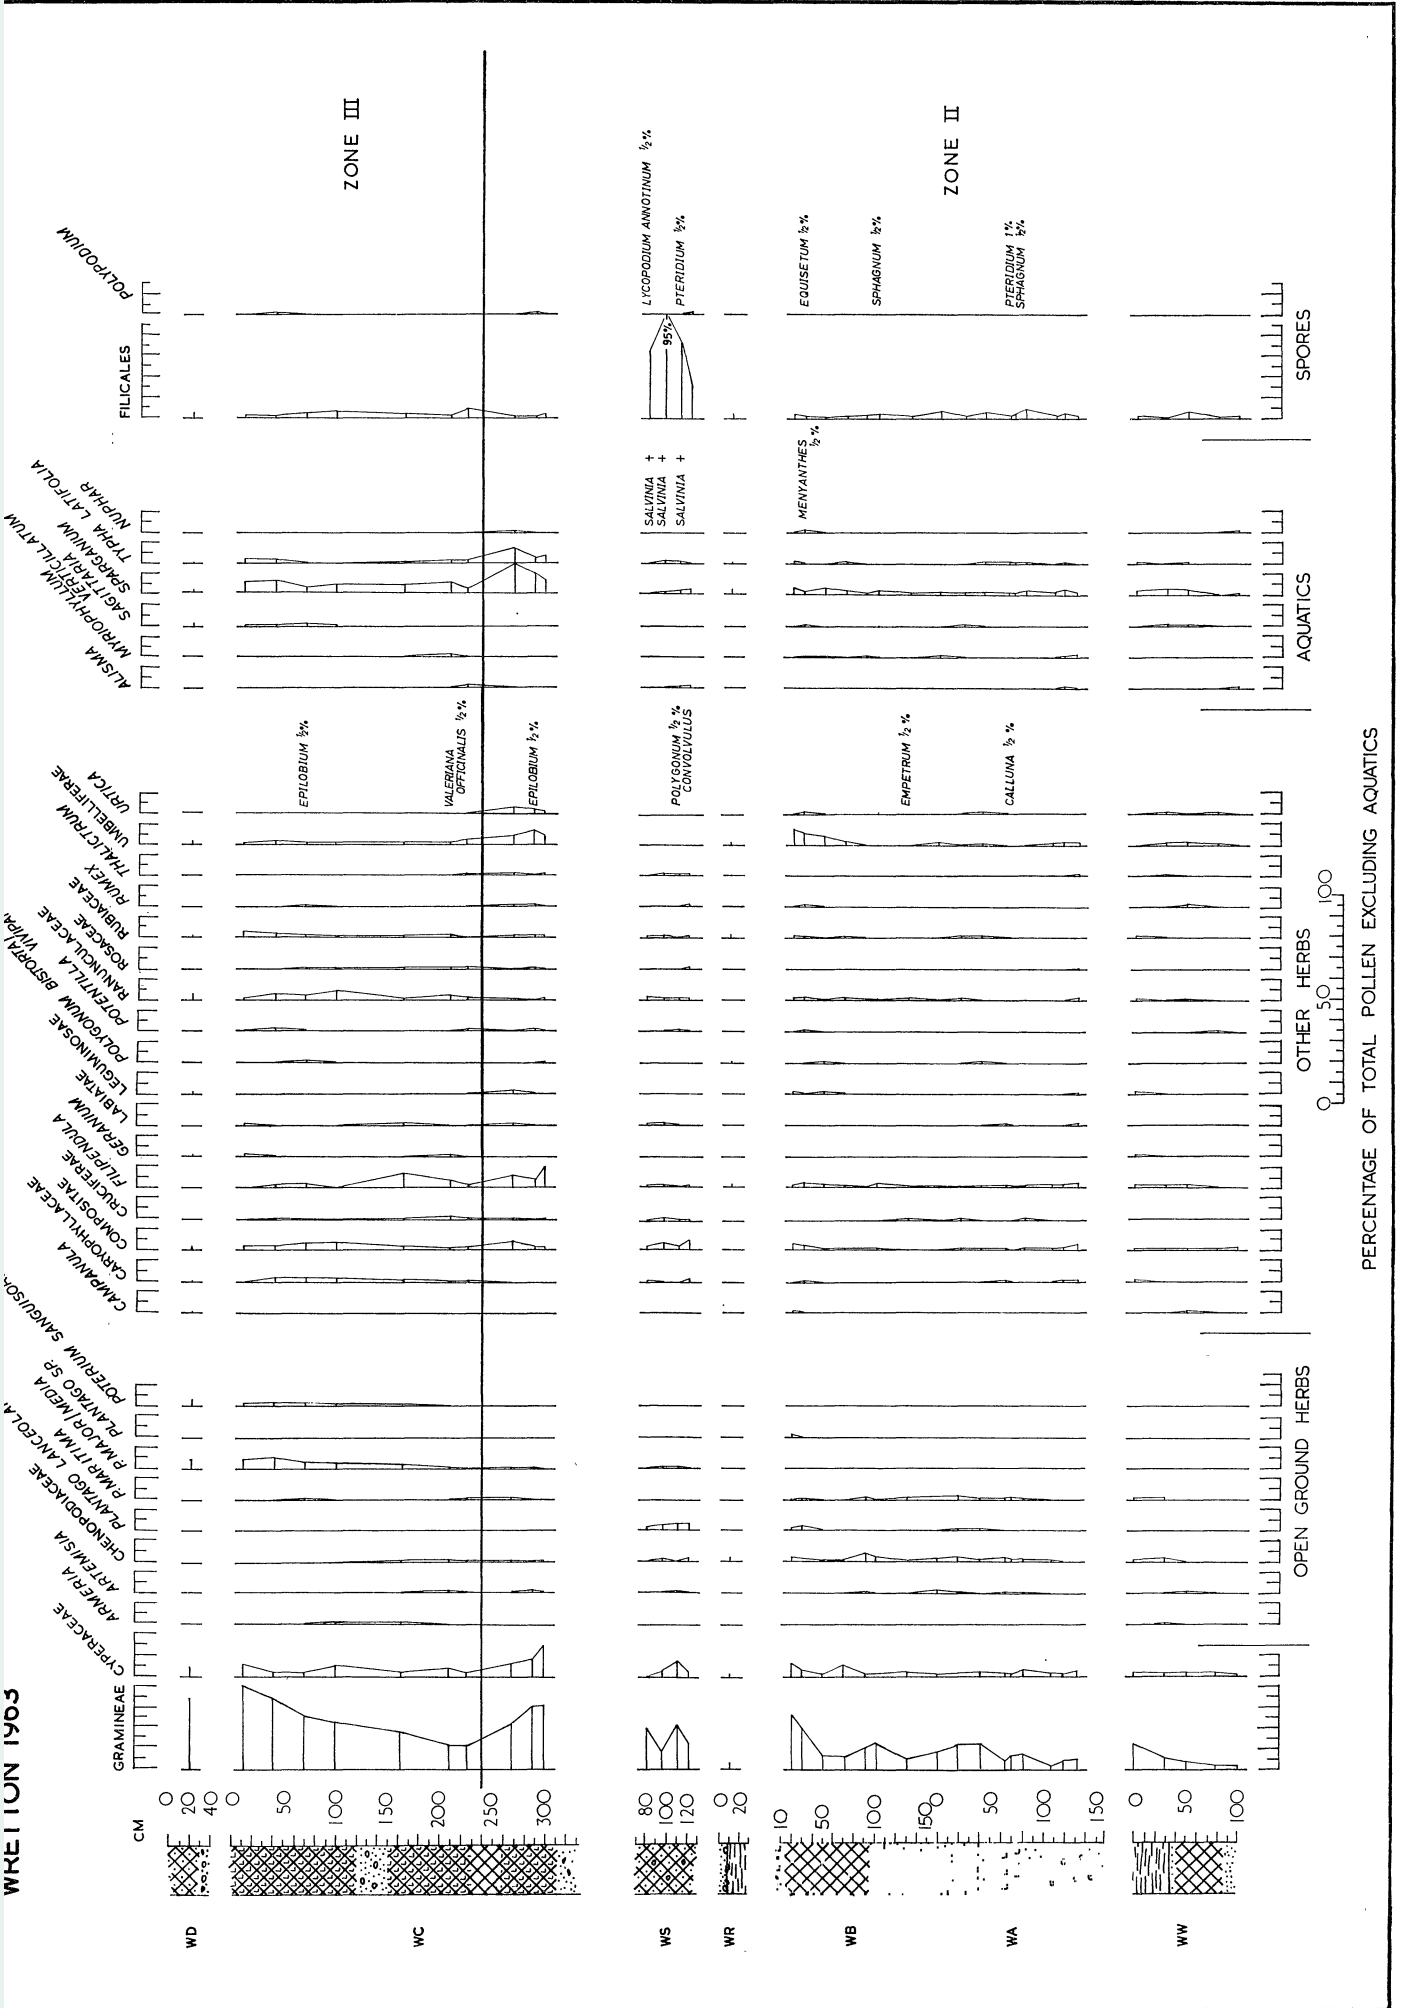 WRETTON 1963
CM
GRAMINEAE
CYPERACEAE
ARMERIA
ARTEMISIA
CHENOPODIACEAE
PLANTAGO LANCEOLA
P.MARITIMA
P.MAJOR/MEDIA
PLANTAGO SP.
POTERIUM SANGUISOR
CAMPANULA
CARYOPHYLLACEAE
COMPOSITAE
CRUCIFERAE
FILIPENDULA
GERANIUM
LABIATAE
LEGUMINOSAE
POLYGONUM BISTORTA/
VIVIPA
POTENTILLA
RANUNCULACEAE
ROSACEAE
RUBIACEAE
RUMEX
THALICTRUM
UMBELLIFERAE
URTICA
ALISMA
MYRIOPHYLLUM
VERTICILLATUM
SAGITTARIA
SPARGANIUM
TYPHA LATIFOLIA
NUPHAR
FILICALES
POLYPODIUM
WD
0
20
40
WC
0
50
100
150
200
250
300
EPILOBIUM ½%
VALERIANA
OFFICINALIS ½%
EPILOBIUM ½%
ZONE III
WS
80
100
120
POLYGONUM ½%
CONVOLVULUS
SALVINIA +
SALVINIA +
SALVINIA +
95%
LYCOPODIUM ANNOTINUM ½%
PTERIDIUM ½%
WR
0
20
WB
10
50
100
150
WA
0
50
100
150
EMPETRUM ½%
CALLUNA ½%
MENYANTHES
½%
EQUISETUM ½%
SPHAGNUM ½%
PTERIDIUM 1%
SPHAGNUM ½%
ZONE II
WW
0
50
100
OPEN GROUND HERBS
OTHER HERBS
AQUATICS
SPORES
0 50 100
PERCENTAGE OF TOTAL POLLEN EXCLUDING AQUATICS